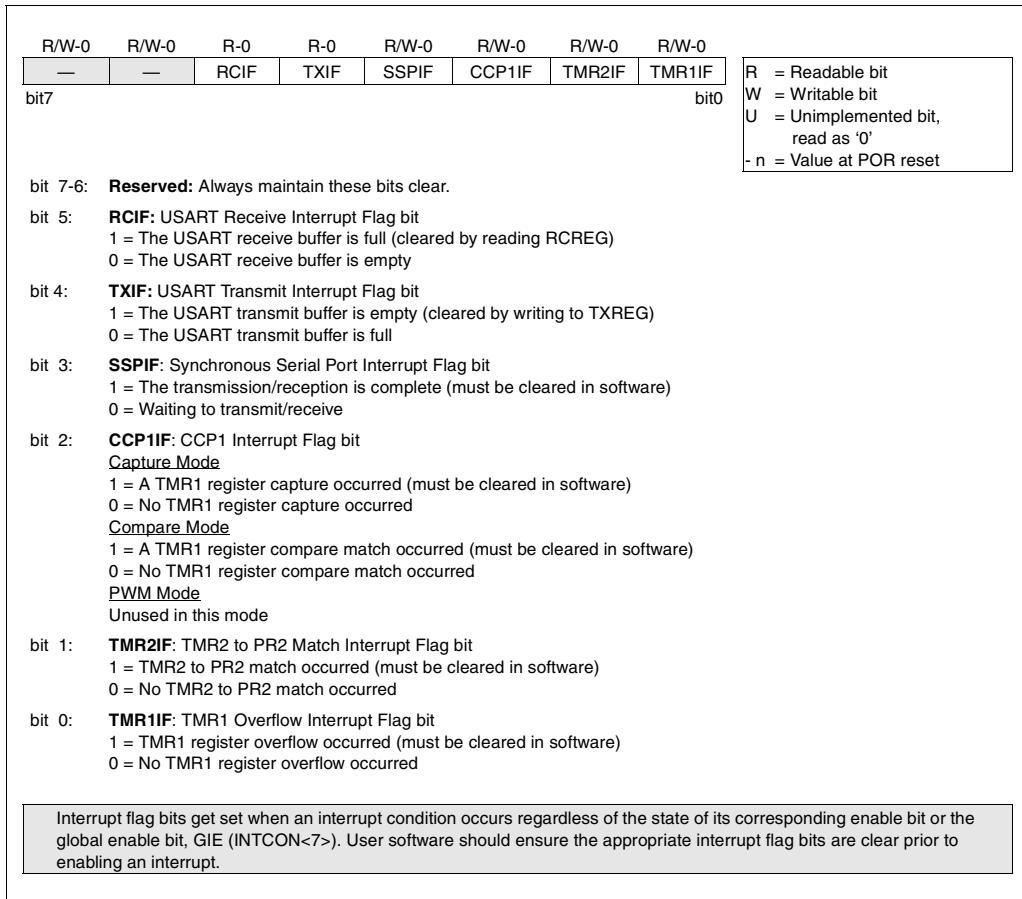 R/W-0 R/W-0 R-0 R-0 R/W-0 R/W-0 R/W-0 R/W-0
— — RCIF TXIF SSPIF CCP1IF TMR2IF TMR1IF
bit7 bit0
R = Readable bit
W = Writable bit
U = Unimplemented bit,
read as ‘0’
- n = Value at POR reset
bit 7-6: Reserved: Always maintain these bits clear.
bit 5: RCIF: USART Receive Interrupt Flag bit
1 = The USART receive buffer is full (cleared by reading RCREG)
0 = The USART receive buffer is empty
bit 4: TXIF: USART Transmit Interrupt Flag bit
1 = The USART transmit buffer is empty (cleared by writing to TXREG)
0 = The USART transmit buffer is full
bit 3: SSPIF: Synchronous Serial Port Interrupt Flag bit
1 = The transmission/reception is complete (must be cleared in software)
0 = Waiting to transmit/receive
bit 2: CCP1IF: CCP1 Interrupt Flag bit
Capture Mode
1 = A TMR1 register capture occurred (must be cleared in software)
0 = No TMR1 register capture occurred
Compare Mode
1 = A TMR1 register compare match occurred (must be cleared in software)
0 = No TMR1 register compare match occurred
PWM Mode
Unused in this mode
bit 1: TMR2IF: TMR2 to PR2 Match Interrupt Flag bit
1 = TMR2 to PR2 match occurred (must be cleared in software)
0 = No TMR2 to PR2 match occurred
bit 0: TMR1IF: TMR1 Overflow Interrupt Flag bit
1 = TMR1 register overflow occurred (must be cleared in software)
0 = No TMR1 register overflow occurred
Interrupt flag bits get set when an interrupt condition occurs regardless of the state of its corresponding enable bit or the
global enable bit, GIE (INTCON<7>). User software should ensure the appropriate interrupt flag bits are clear prior to
enabling an interrupt.